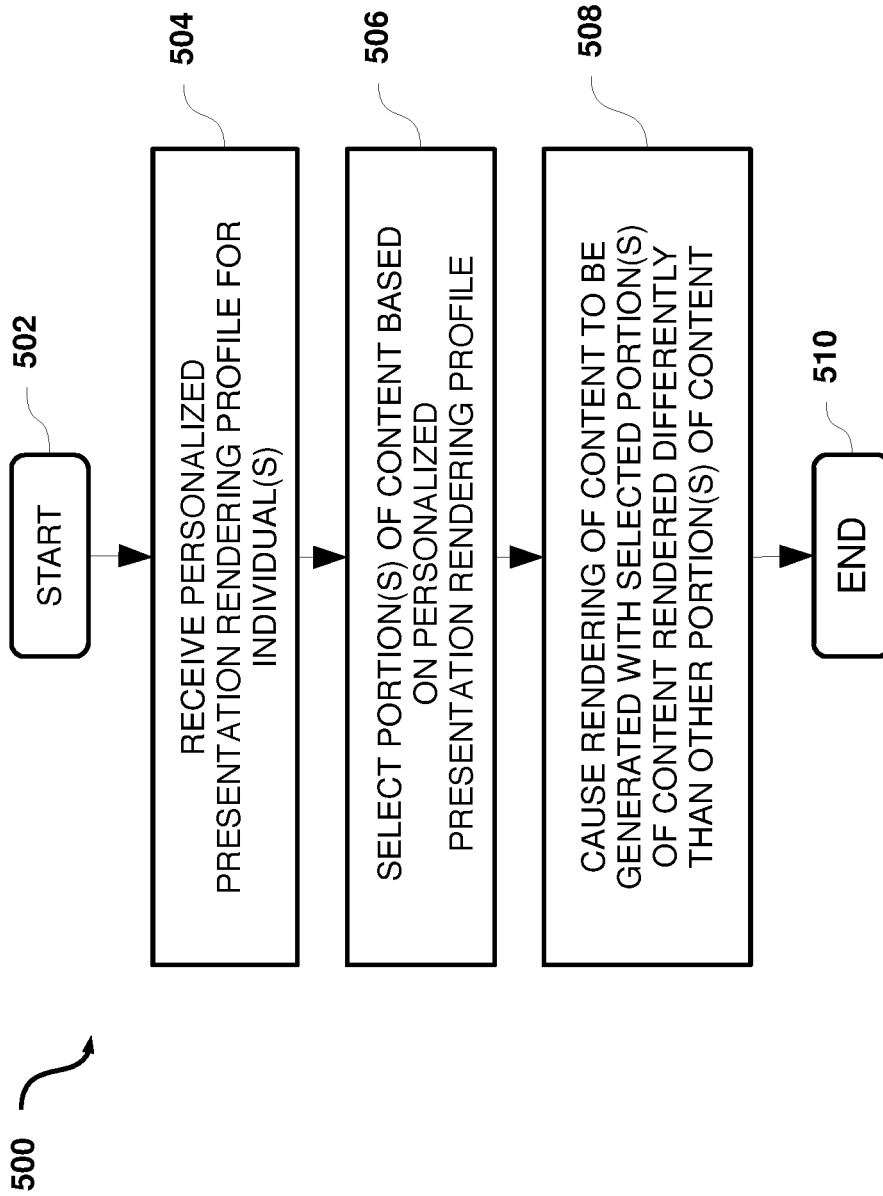 500
502
START
504
RECEIVE PERSONALIZED
PRESENTATION RENDERING PROFILE FOR
INDIVIDUAL(S)
506
SELECT PORTION(S) OF CONTENT BASED
ON PERSONALIZED
PRESENTATION RENDERING PROFILE
508
CAUSE RENDERING OF CONTENT TO BE
GENERATED WITH SELECTED PORTION(S)
OF CONTENT RENDERED DIFFERENTLY
THAN OTHER PORTION(S) OF CONTENT
510
END